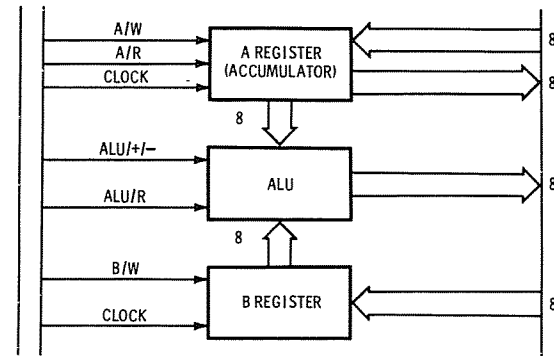 A/W
A/R
CLOCK
A REGISTER
(ACCUMULATOR)
8
8
8
ALU/+/−
ALU/R
ALU
8
8
B/W
CLOCK
B REGISTER
8